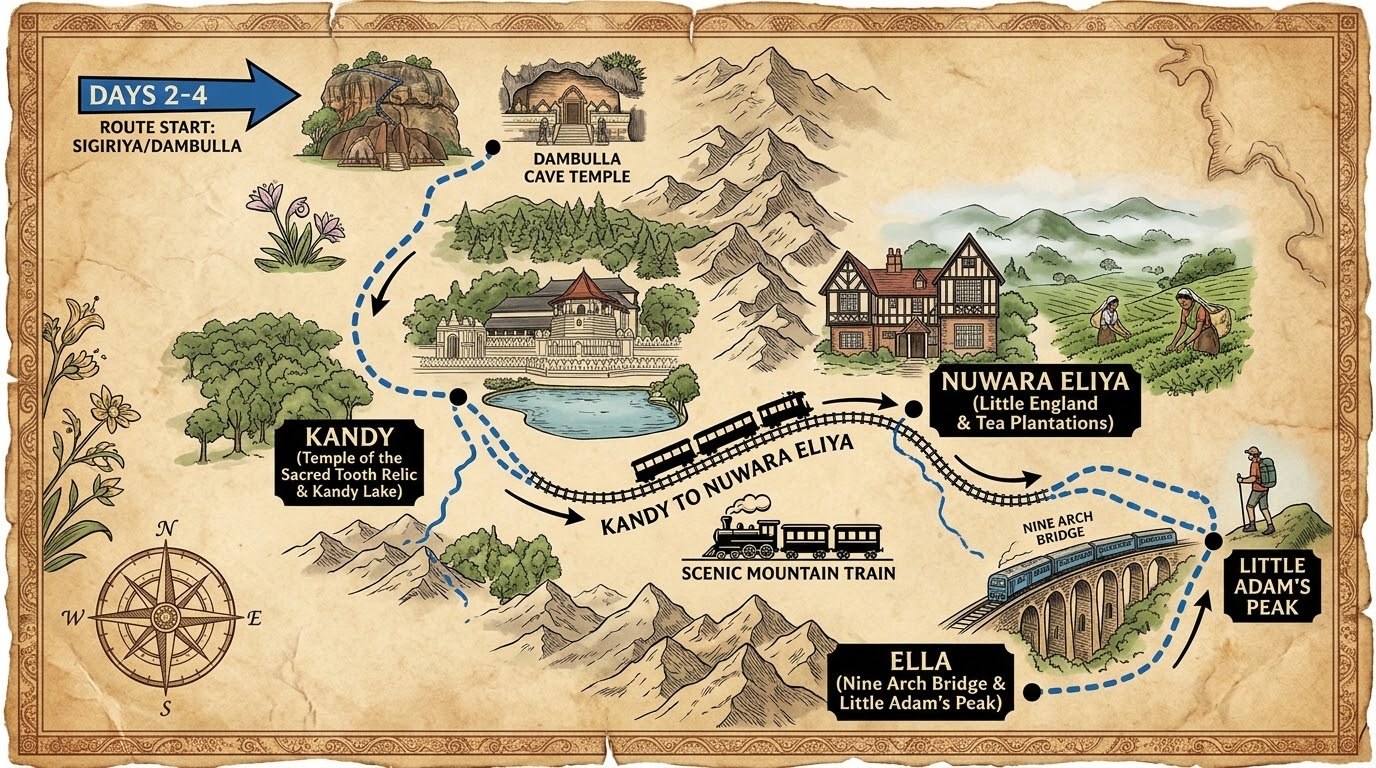 DAYS 2-4
ROUTE START:
SIGIRIYA/DAMBULLA
DAMBULLA
CAVE TEMPLE
NUWARA ELIYA
(Little England
& Tea Plantations)
KANDY
(Temple of the
Sacred Tooth Relic
& Kandy Lake)
KANDY TO NUWARA ELIYA
SCENIC MOUNTAIN TRAIN
NINE ARCH
BRIDGE
LITTLE
ADAM'S
PEAK
ELLA
(Nine Arch Bridge &
Little Adam's Peak)
N
W
E
S